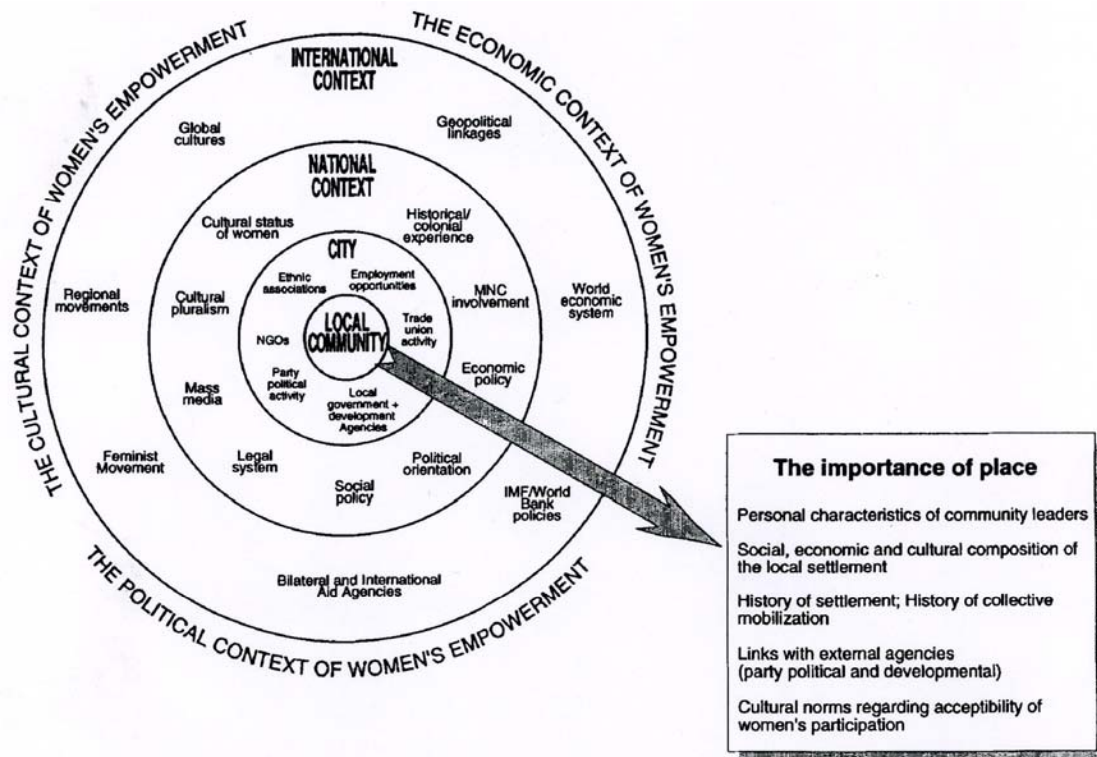 THE CULTURAL CONTEXT OF WOMEN'S EMPOWERMENT
THE ECONOMIC CONTEXT OF WOMEN'S EMPOWERMENT
THE POLITICAL CONTEXT OF WOMEN'S EMPOWERMENT
INTERNATIONAL
CONTEXT
Global
cultures
Geopolitical
linkages
Regional
movements
World
economic
system
Feminist
Movement
IMF/World
Bank
policies
Bilateral and International
Aid Agencies
NATIONAL
CONTEXT
Cultural status
of women
Historical/
colonial
experience
Cultural
pluralism
MNC
involvement
Mass
media
Economic
policy
Legal
system
Political
orientation
Social
policy
CITY
Ethnic
associations
Employment
opportunities
NGOs
Trade
union
activity
Party
political
activity
Local
government +
development
Agencies
LOCAL
COMMUNITY
The importance of place
Personal characteristics of community leaders
Social, economic and cultural composition of
the local settlement
History of settlement; History of collective
mobilization
Links with external agencies
(party political and developmental)
Cultural norms regarding acceptibility of
women's participation